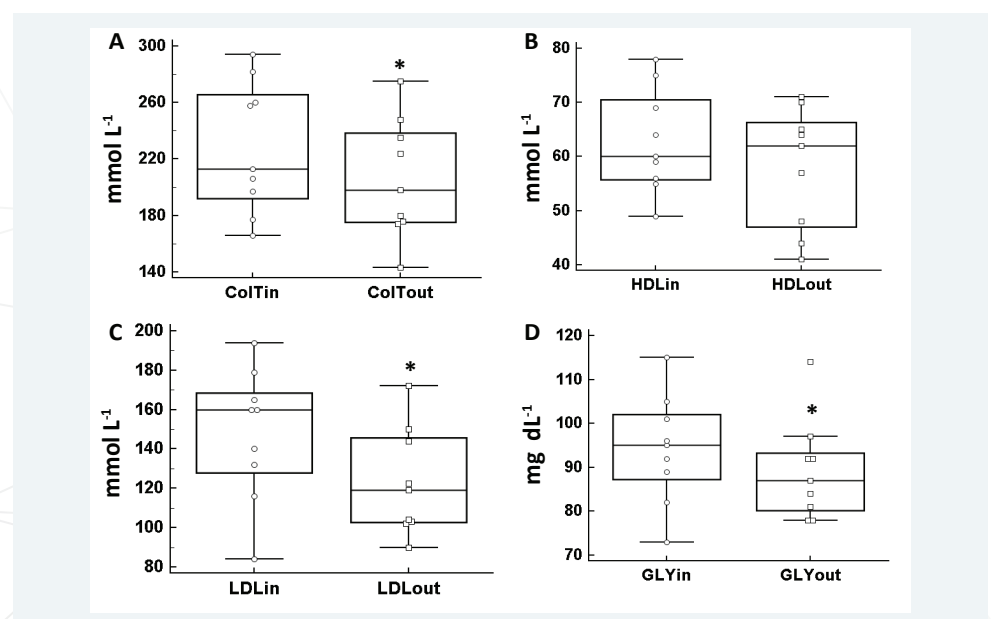 A
300
260
220
180
140
mmol L-1
*
ColTin
ColTout
B
80
70
60
50
40
mmol L-1
HDLin
HDLout
C
200
180
160
140
120
100
80
mmol L-1
*
LDLin
LDLout
D
120
110
100
90
80
70
mg dL-1
*
GLYin
GLYout